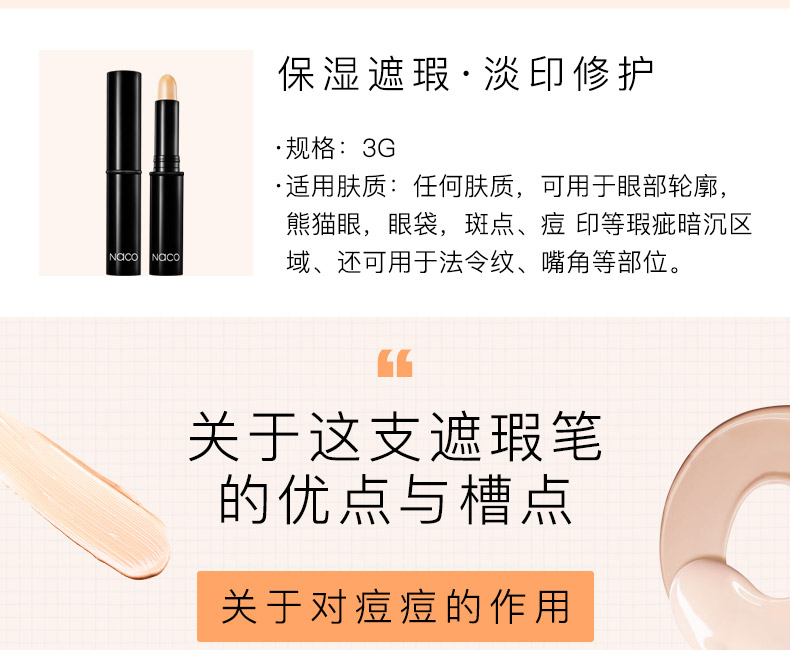 保湿遮瑕·淡印修护
·规格：3G
·适用肤质：任何肤质，可用于眼部轮廓，
熊猫眼，眼袋，斑点、痘 印等瑕疵暗沉区
域、还可用于法令纹、嘴角等部位。
NACO NACO
“
关于这支遮瑕笔
的优点与槽点
关于对痘痘的作用